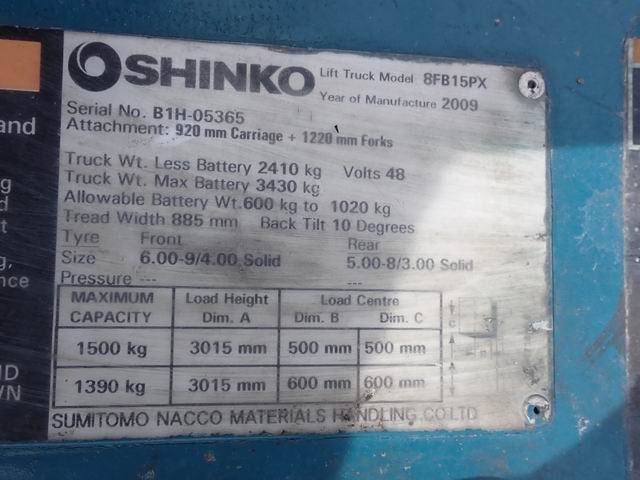 SHINKO
Lift Truck Model 8FB15PX
Year of Manufacture 2009
Serial No. B1H-05365
Attachment: 920 mm Carriage + 1220 mm Forks
Truck Wt. Less Battery 2410 kg Volts 48
Truck Wt. Max Battery 3430 kg
Allowable Battery Wt. 600 kg to 1020 kg
Tread Width 885 mm Back Tilt 10 Degrees
Tyre Front Rear
Size 6.00-9/4.00 Solid 5.00-8/3.00 Solid
Pressure --- ---
MAXIMUM CAPACITY Load Height Dim. A Load Centre Dim. B Dim. C
1500 kg 3015 mm 500 mm 500 mm
1390 kg 3015 mm 600 mm 600 mm
SUMITOMO NACCO MATERIALS HANDLING CO.LTD
and